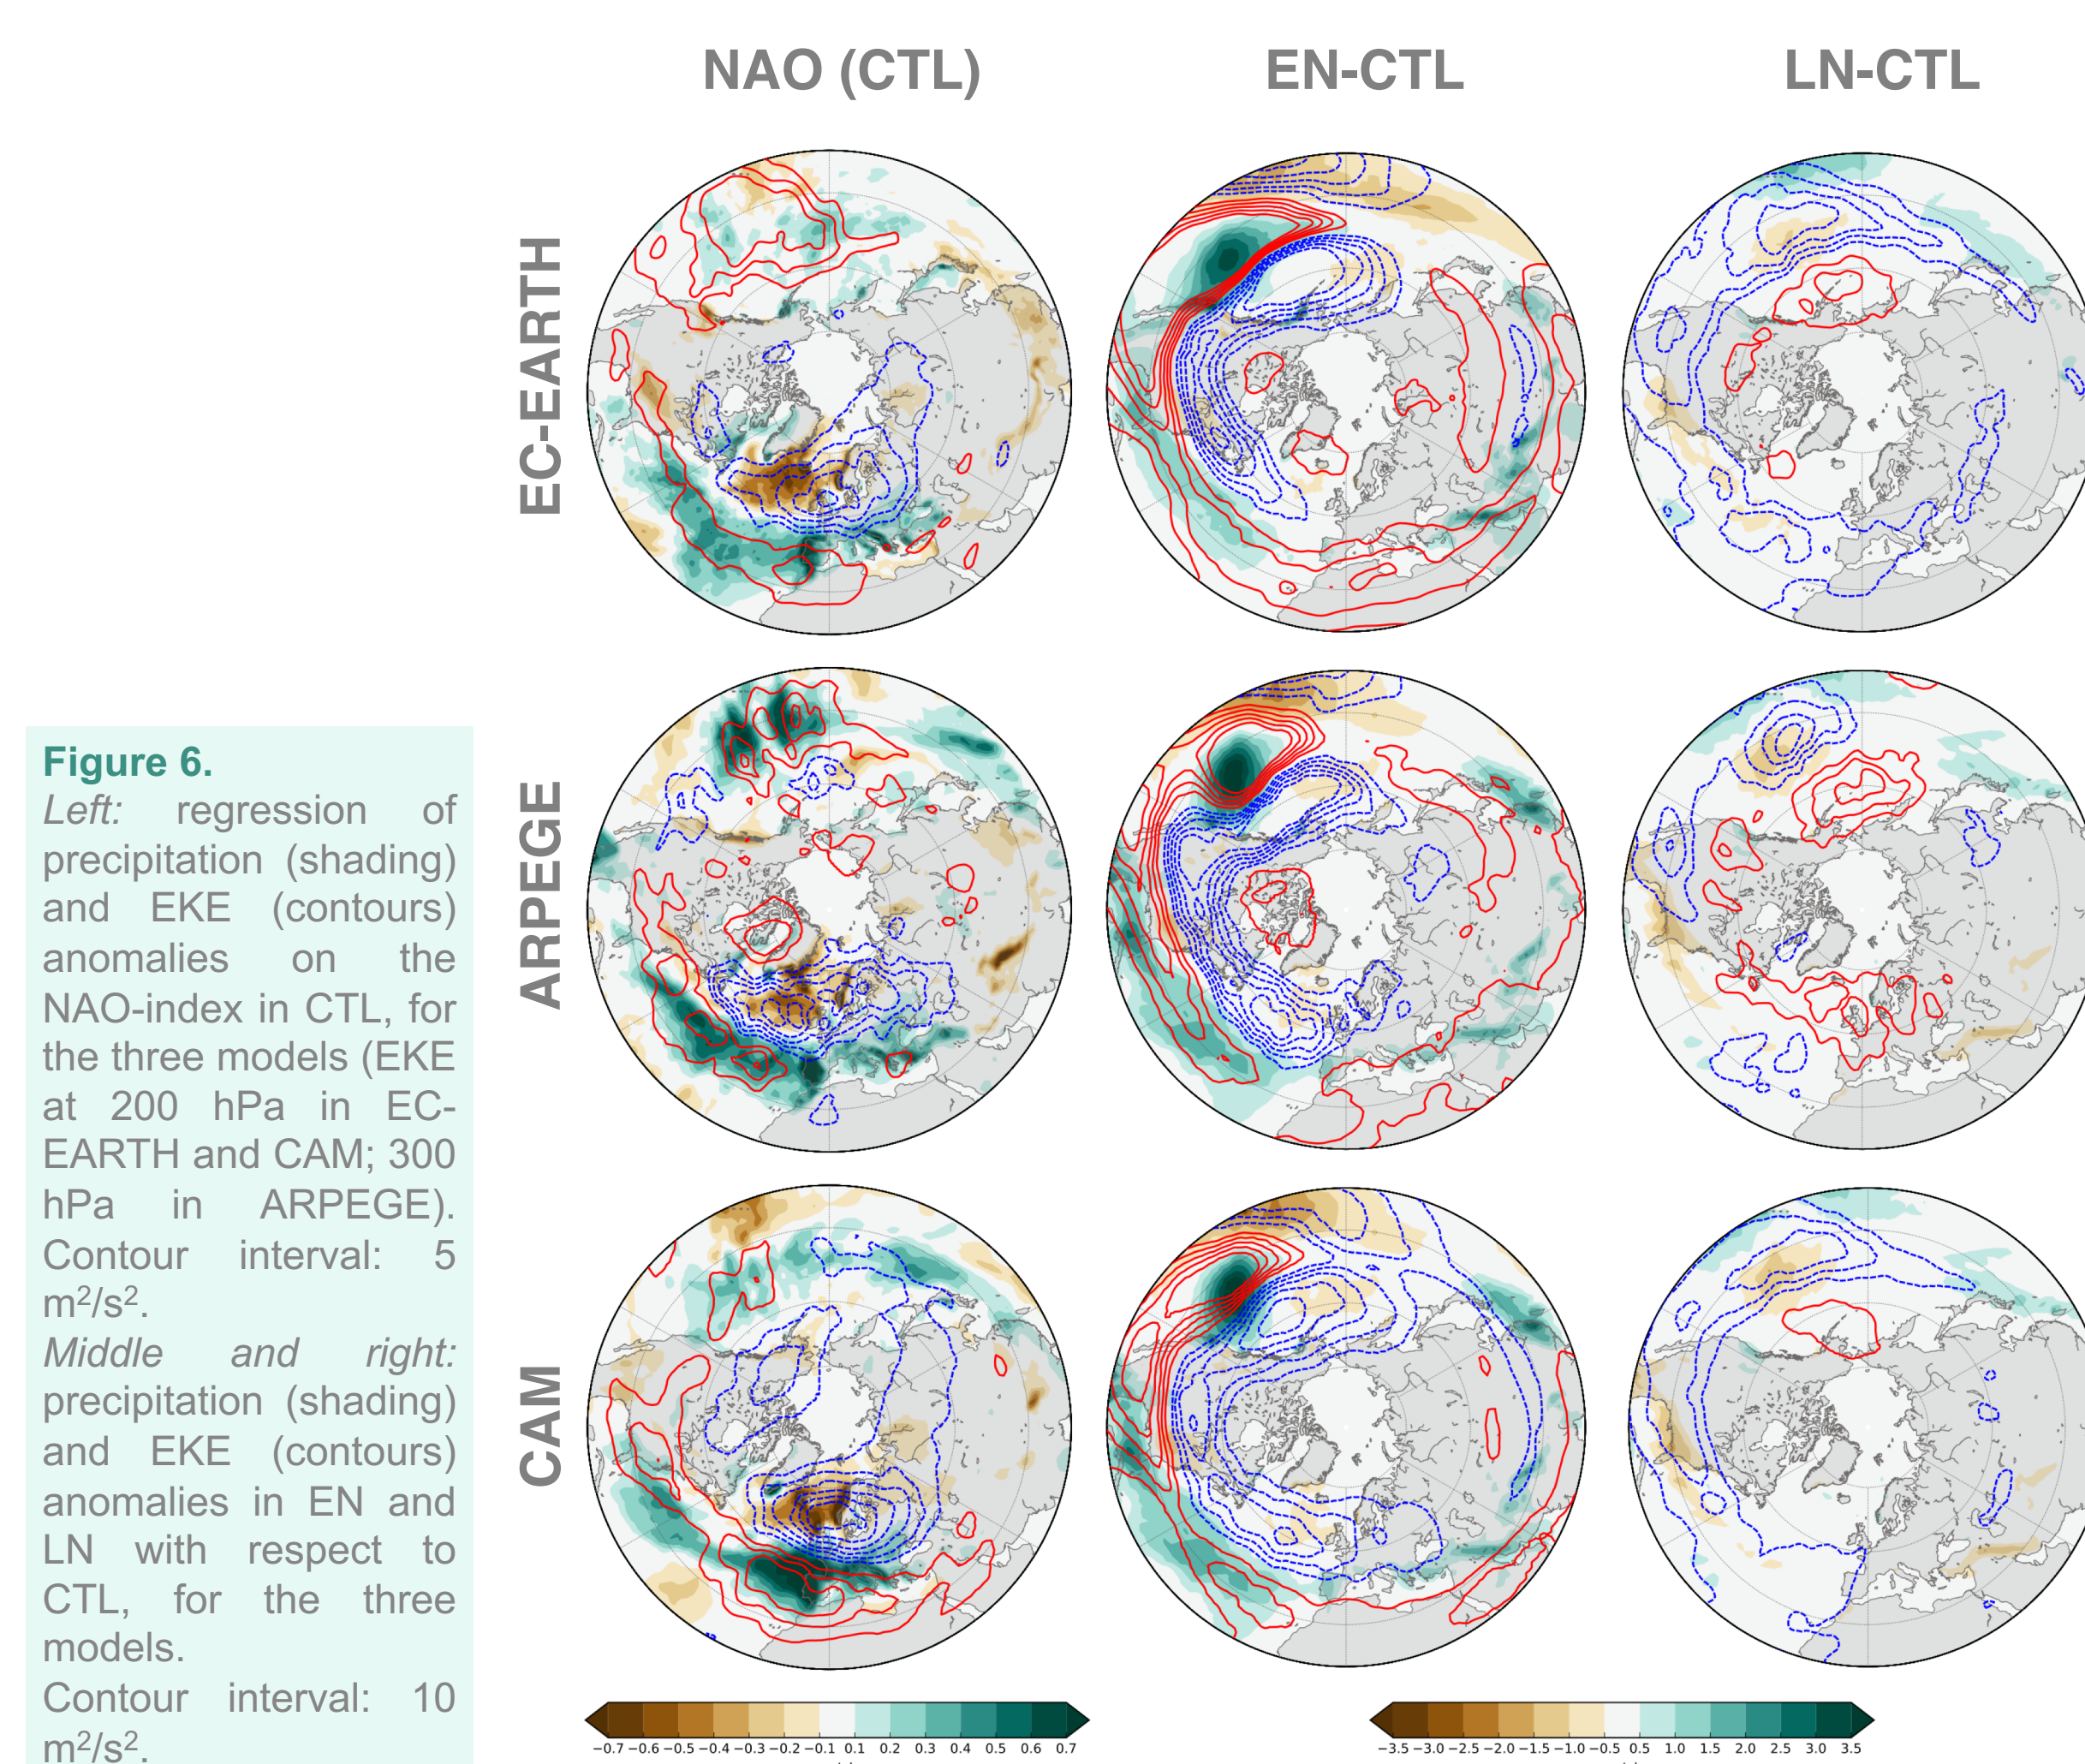 NAO (CTL)
EN-CTL
LN-CTL
EC-EARTH
ARPEGE
CAM
Figure 6.
Left: regression of
precipitation (shading)
and EKE (contours)
anomalies on the
NAO-index in CTL, for
the three models (EKE
at 200 hPa in EC-
EARTH and CAM; 300
hPa in ARPEGE).
Contour interval: 5
m²/s².
Middle and right:
precipitation (shading)
and EKE (contours)
anomalies in EN and
LN with respect to
CTL, for the three
models.
Contour interval: 10
m²/s².
−0.7 −0.6 −0.5 −0.4 −0.3 −0.2 −0.1 0.1 0.2 0.3 0.4 0.5 0.6 0.7
−3.5 −3.0 −2.5 −2.0 −1.5 −1.0 −0.5 0.5 1.0 1.5 2.0 2.5 3.0 3.5